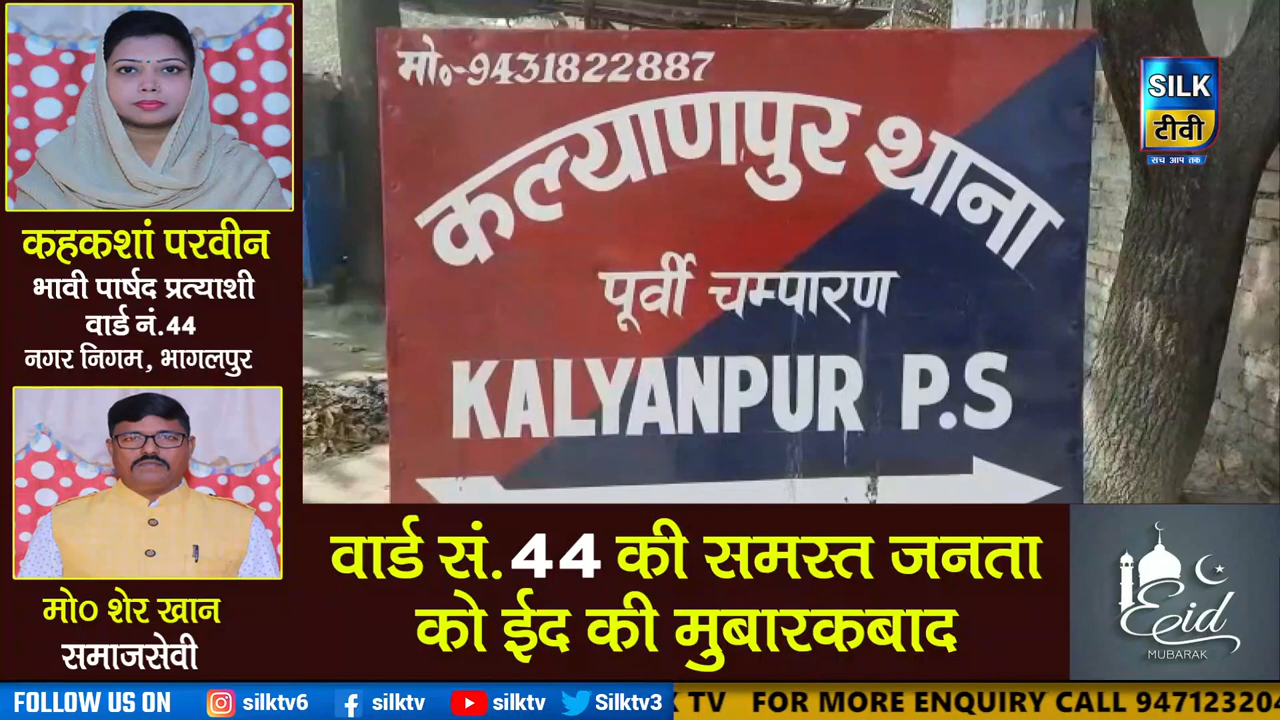 कहकशां परवीन
भावी पार्षद प्रत्याशी
वार्ड नं.44
नगर निगम, भागलपुर
मो० शेर खान
समाजसेवी
मो०-9431822887
कल्याणपुर थाना
पूर्वी चम्पारण
KALYANPUR P.S
SILK
टीवी
सच आप तक
वार्ड सं.44 की समस्त जनता
को ईद की मुबारकबाद
Eid
MUBARAK
FOLLOW US ON silktv6 silktv silktv Silktv3 TV FOR MORE ENQUIRY CALL 947123204